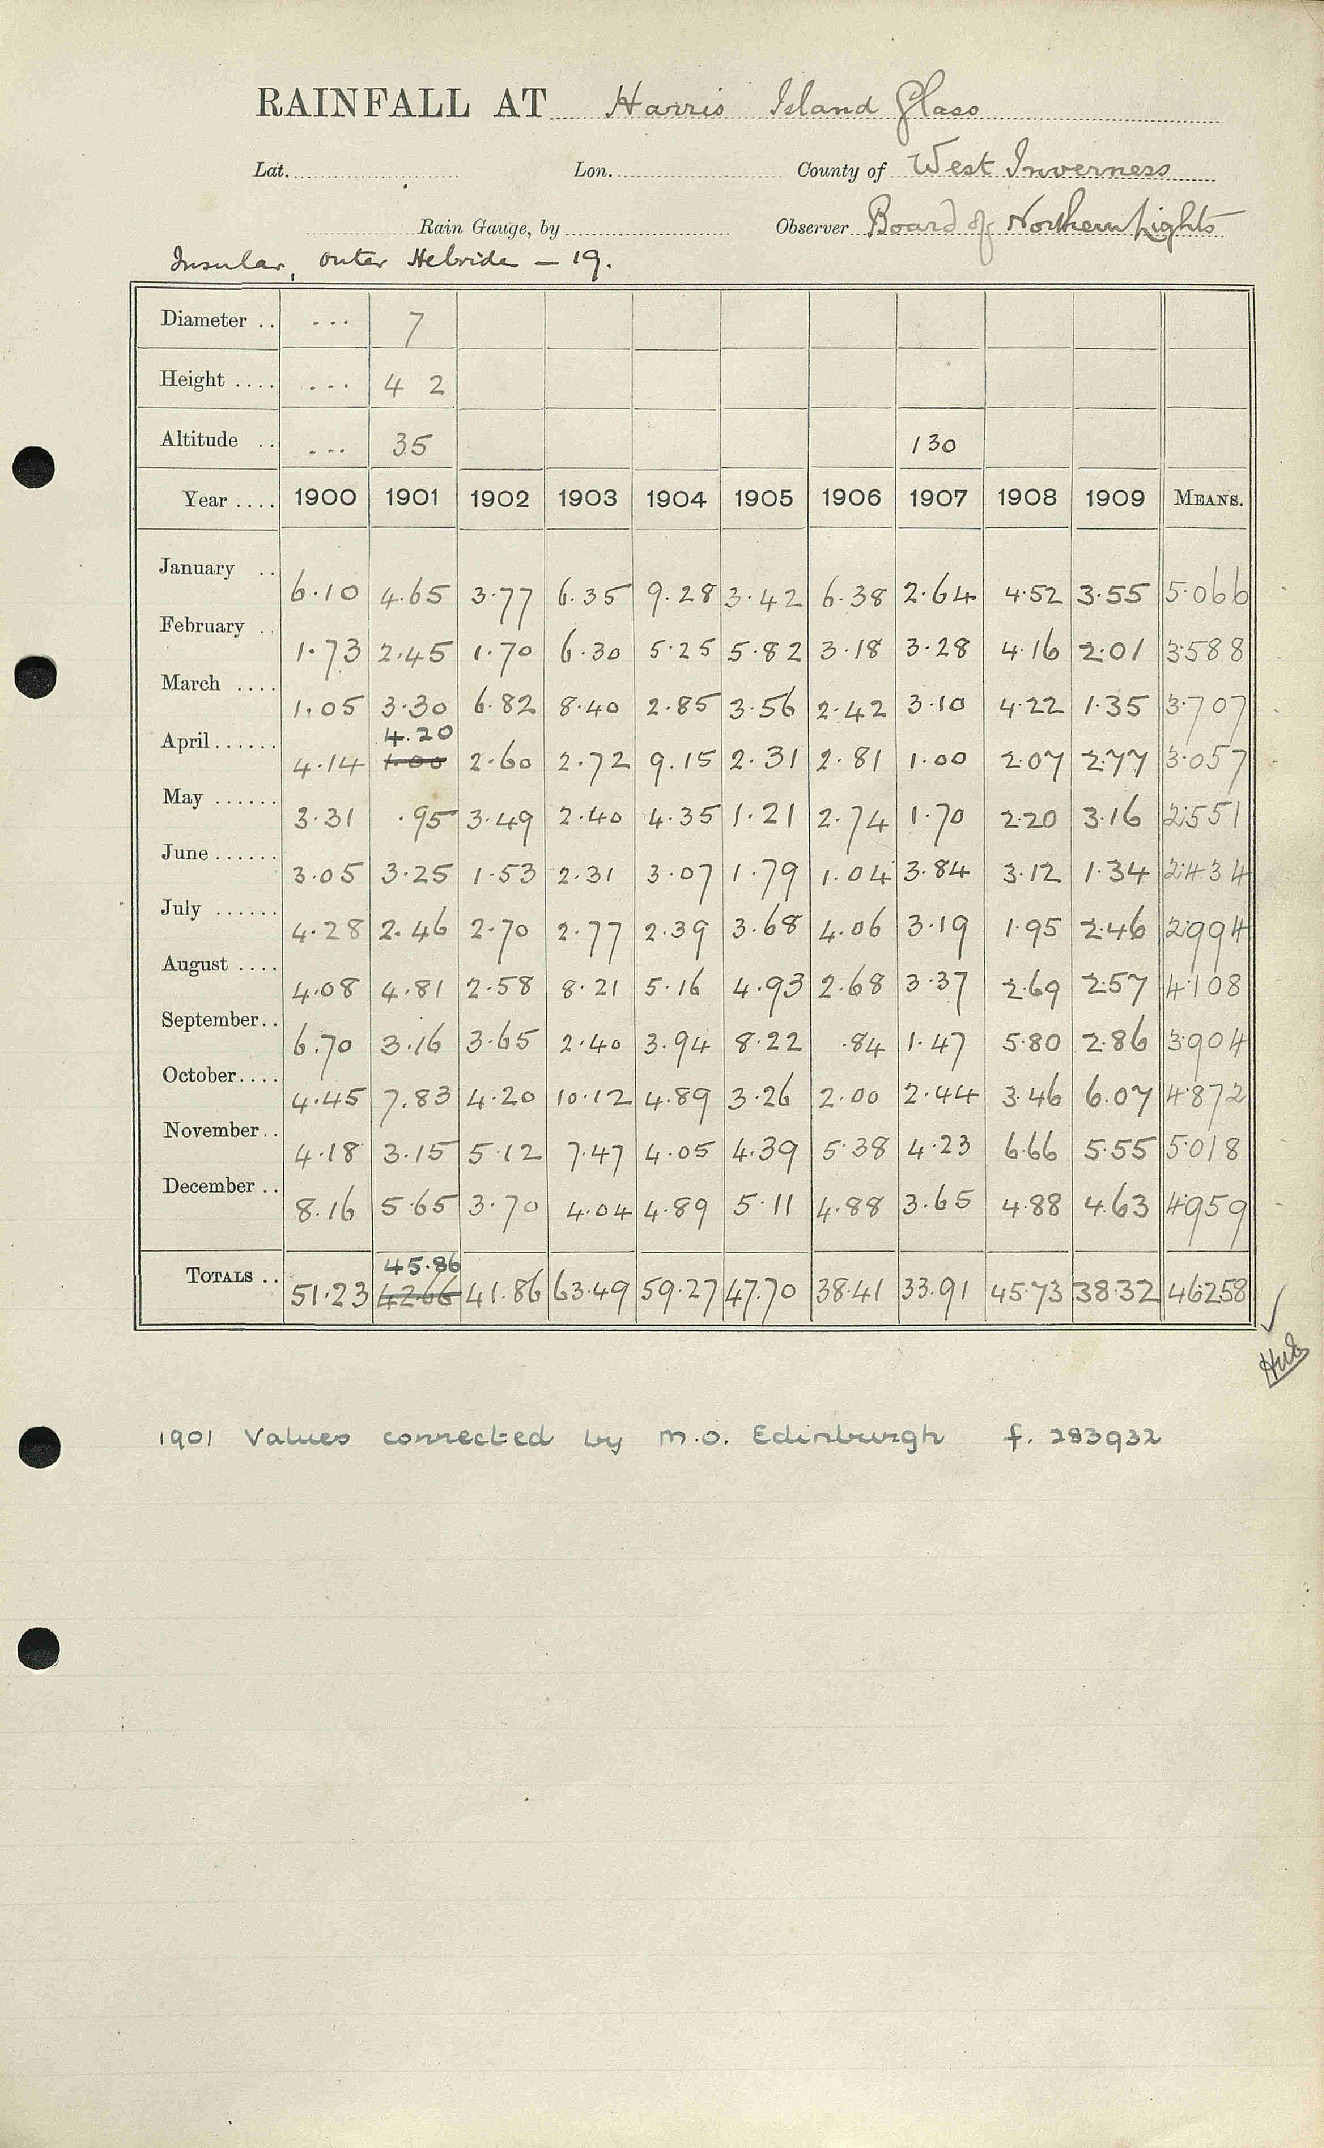 RAINFALL AT Harris Island Glass
Lat. Lon. County of West Inverness
Rain Gauge, by Observer Board of Northern Lights
Insular, outer Hebride — 19.
Diameter .. ... 7
Height .... ... 4 2
Altitude .. ... 35 130
Year .... 1900 1901 1902 1903 1904 1905 1906 1907 1908 1909 MEANS.
January .. 6.10 4.65 3.77 6.35 9.28 3.42 6.38 2.64 4.52 3.55 5.066
February .. 1.73 2.45 1.70 6.30 5.25 5.82 3.18 3.28 4.16 2.01 3.588
March .... 1.05 3.30 6.82 8.40 2.85 3.56 2.42 3.10 4.22 1.35 3.707
4.20
April...... 4.14 1.00 2.60 2.72 9.15 2.31 2.81 1.00 2.07 2.77 3.057
May ...... 3.31 .95 3.49 2.40 4.35 1.21 2.74 1.70 2.20 3.16 2.551
June...... 3.05 3.25 1.53 2.31 3.07 1.79 1.04 3.84 3.12 1.34 2.434
July ...... 4.28 2.46 2.70 2.77 2.39 3.68 4.06 3.19 1.95 2.46 2.994
August .... 4.08 4.81 2.58 8.21 5.16 4.93 2.68 3.37 2.69 2.57 4.108
September.. 6.70 3.16 3.65 2.40 3.94 8.22 .84 1.47 5.80 2.86 3.904
October.... 4.45 7.83 4.20 10.12 4.89 3.26 2.00 2.44 3.46 6.07 4.872
November.. 4.18 3.15 5.12 7.47 4.05 4.39 5.38 4.23 6.66 5.55 5.018
December .. 8.16 5.65 3.70 4.04 4.89 5.11 4.88 3.65 4.88 4.63 4.959
45.86
TOTALS .. 51.23 42.66 41.86 63.49 59.27 47.70 38.41 33.91 45.73 38.32 46.258
1901 Values corrected by M.O. Edinburgh f. 283932